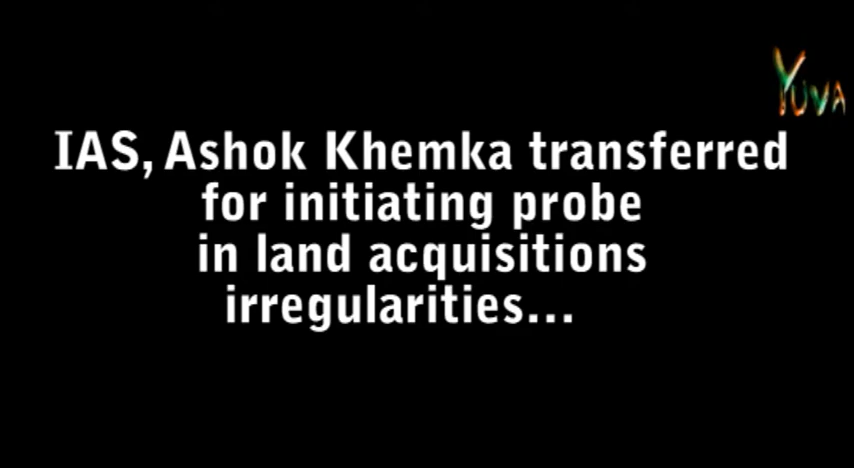 YUVA
IAS, Ashok Khemka transferred
for initiating probe
in land acquisitions
irregularities...